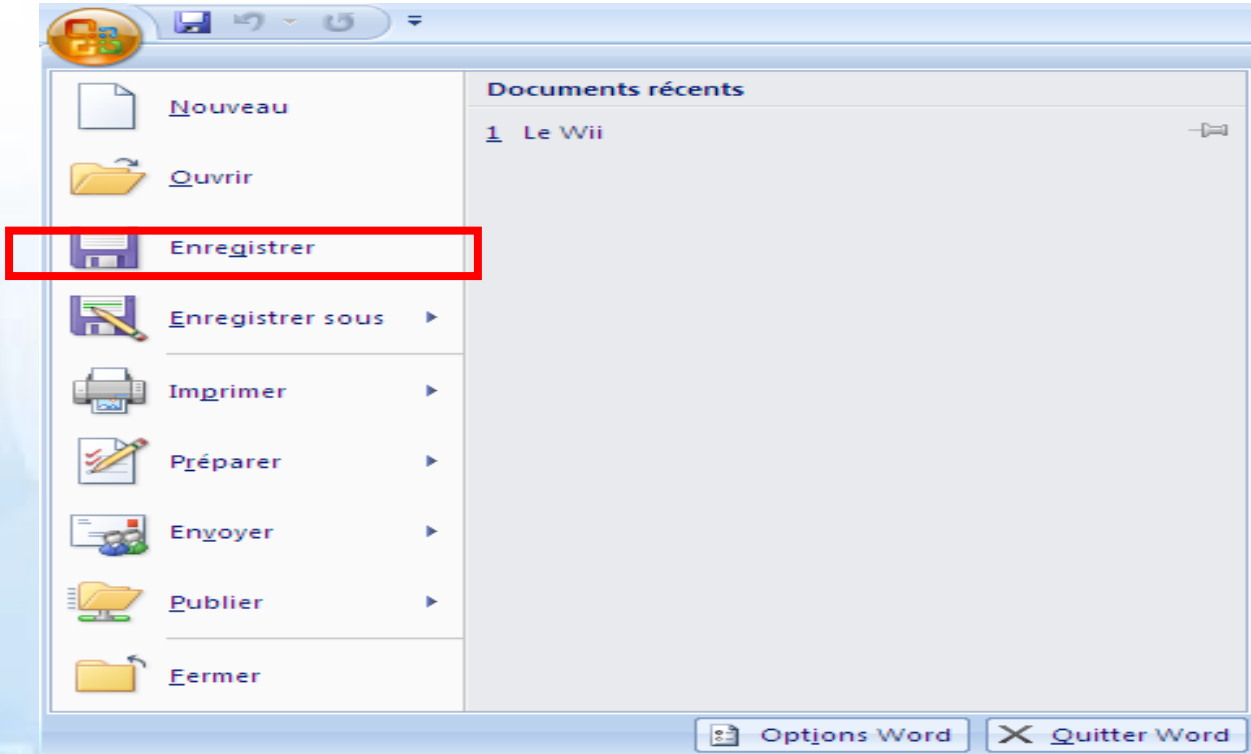 Nouveau
Ouvrir
Enregistrer
Enregistrer sous
Imprimer
Préparer
Envoyer
Publier
Fermer
Documents récents
1 Le Wii
Options Word
Quitter Word